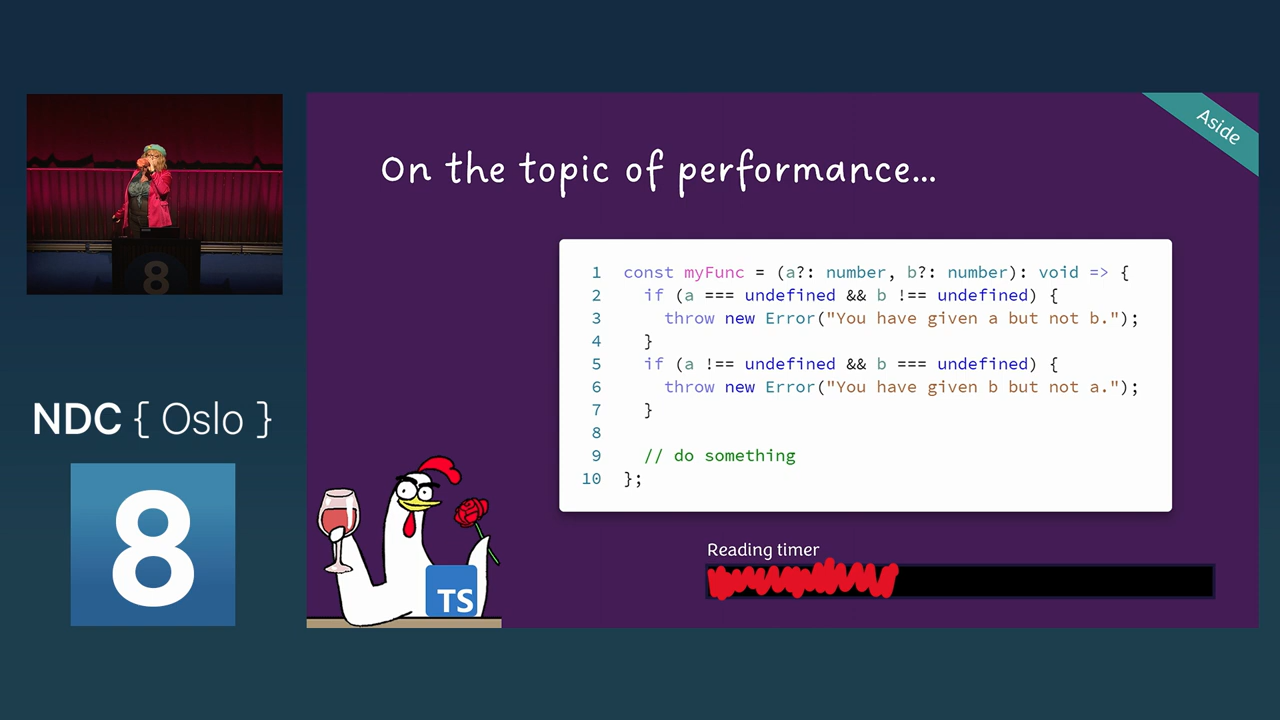 Aside
On the topic of performance...
1 const myFunc = (a?: number, b?: number): void => {
2 if (a === undefined && b !== undefined) {
3 throw new Error("You have given a but not b.");
4 }
5 if (a !== undefined && b === undefined) {
6 throw new Error("You have given b but not a.");
7 }
8
9 // do something
10 };
Reading timer
TS
8
NDC { Oslo }
8